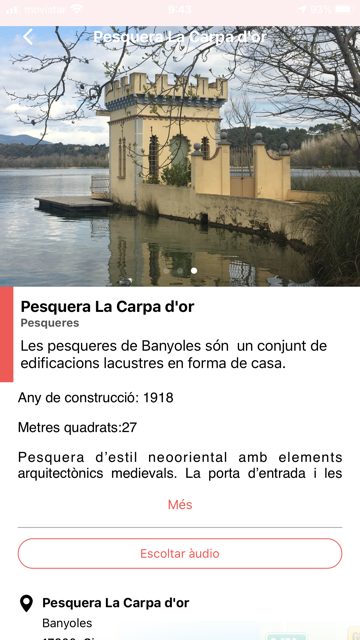 movistar 9:43 93%
Pesquera La Carpa d'or
Pesquera La Carpa d'or
Pesqueres
Les pesqueres de Banyoles són un conjunt de
edificacions lacustres en forma de casa.
Any de construcció: 1918
Metres quadrats:27
Pesquera d'estil neooriental amb elements
arquitectònics medievals. La porta d'entrada i les
Més
Escoltar àudio
Pesquera La Carpa d'or
Banyoles